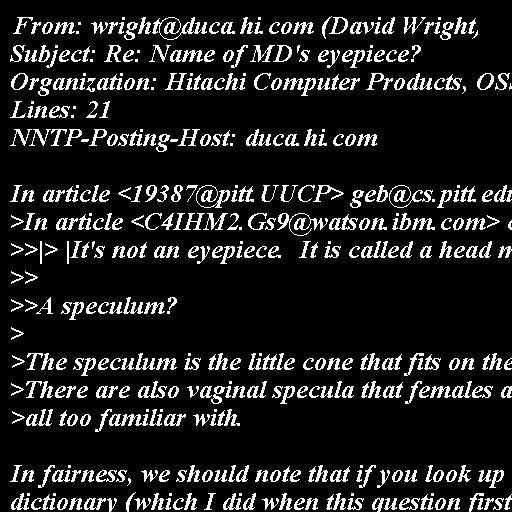 From: wright@duca.hi.com (David Wright,
Subject: Re: Name of MD's eyepiece?
Organization: Hitachi Computer Products, OS
Lines: 21
NNTP-Posting-Host: duca.hi.com
In article <19387@pitt.UUCP> geb@cs.pitt.edu
>In article <C4IHM2.Gs9@watson.ibm.com> c
>>|> |It's not an eyepiece.  It is called a head m
>>
>>A speculum?
>
>The speculum is the little cone that fits on the
>There are also vaginal specula that females a
>all too familiar with.
In fairness, we should note that if you look up
dictionary (which I did when this question first